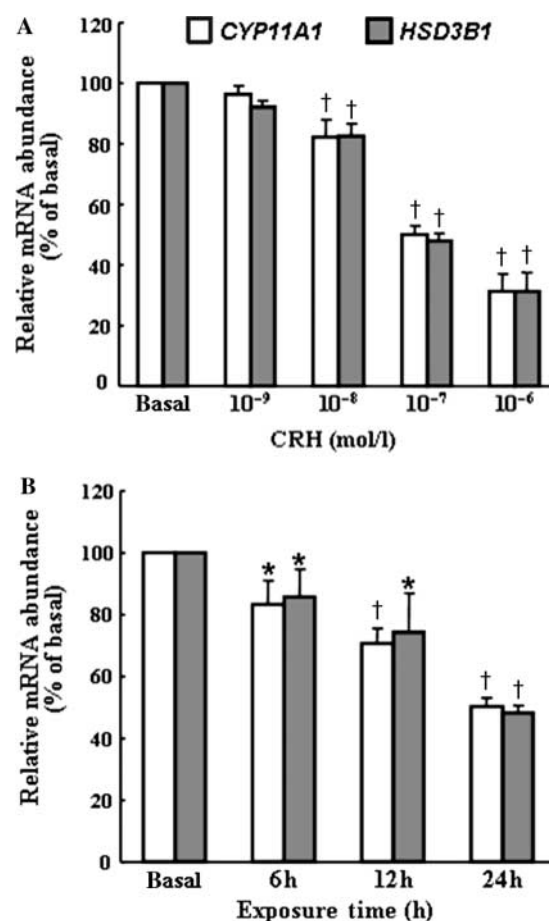 A
CYP11A1 HSD3B1
Relative mRNA abundance
(% of basal)
120
100
80
60
40
20
0
† †
† †
† †
Basal 10⁻⁹ 10⁻⁸ 10⁻⁷ 10⁻⁶
CRH (mol/l)
B
Relative mRNA abundance
(% of basal)
120
100
80
60
40
20
0
* *
† *
† †
Basal 6h 12h 24h
Exposure time (h)